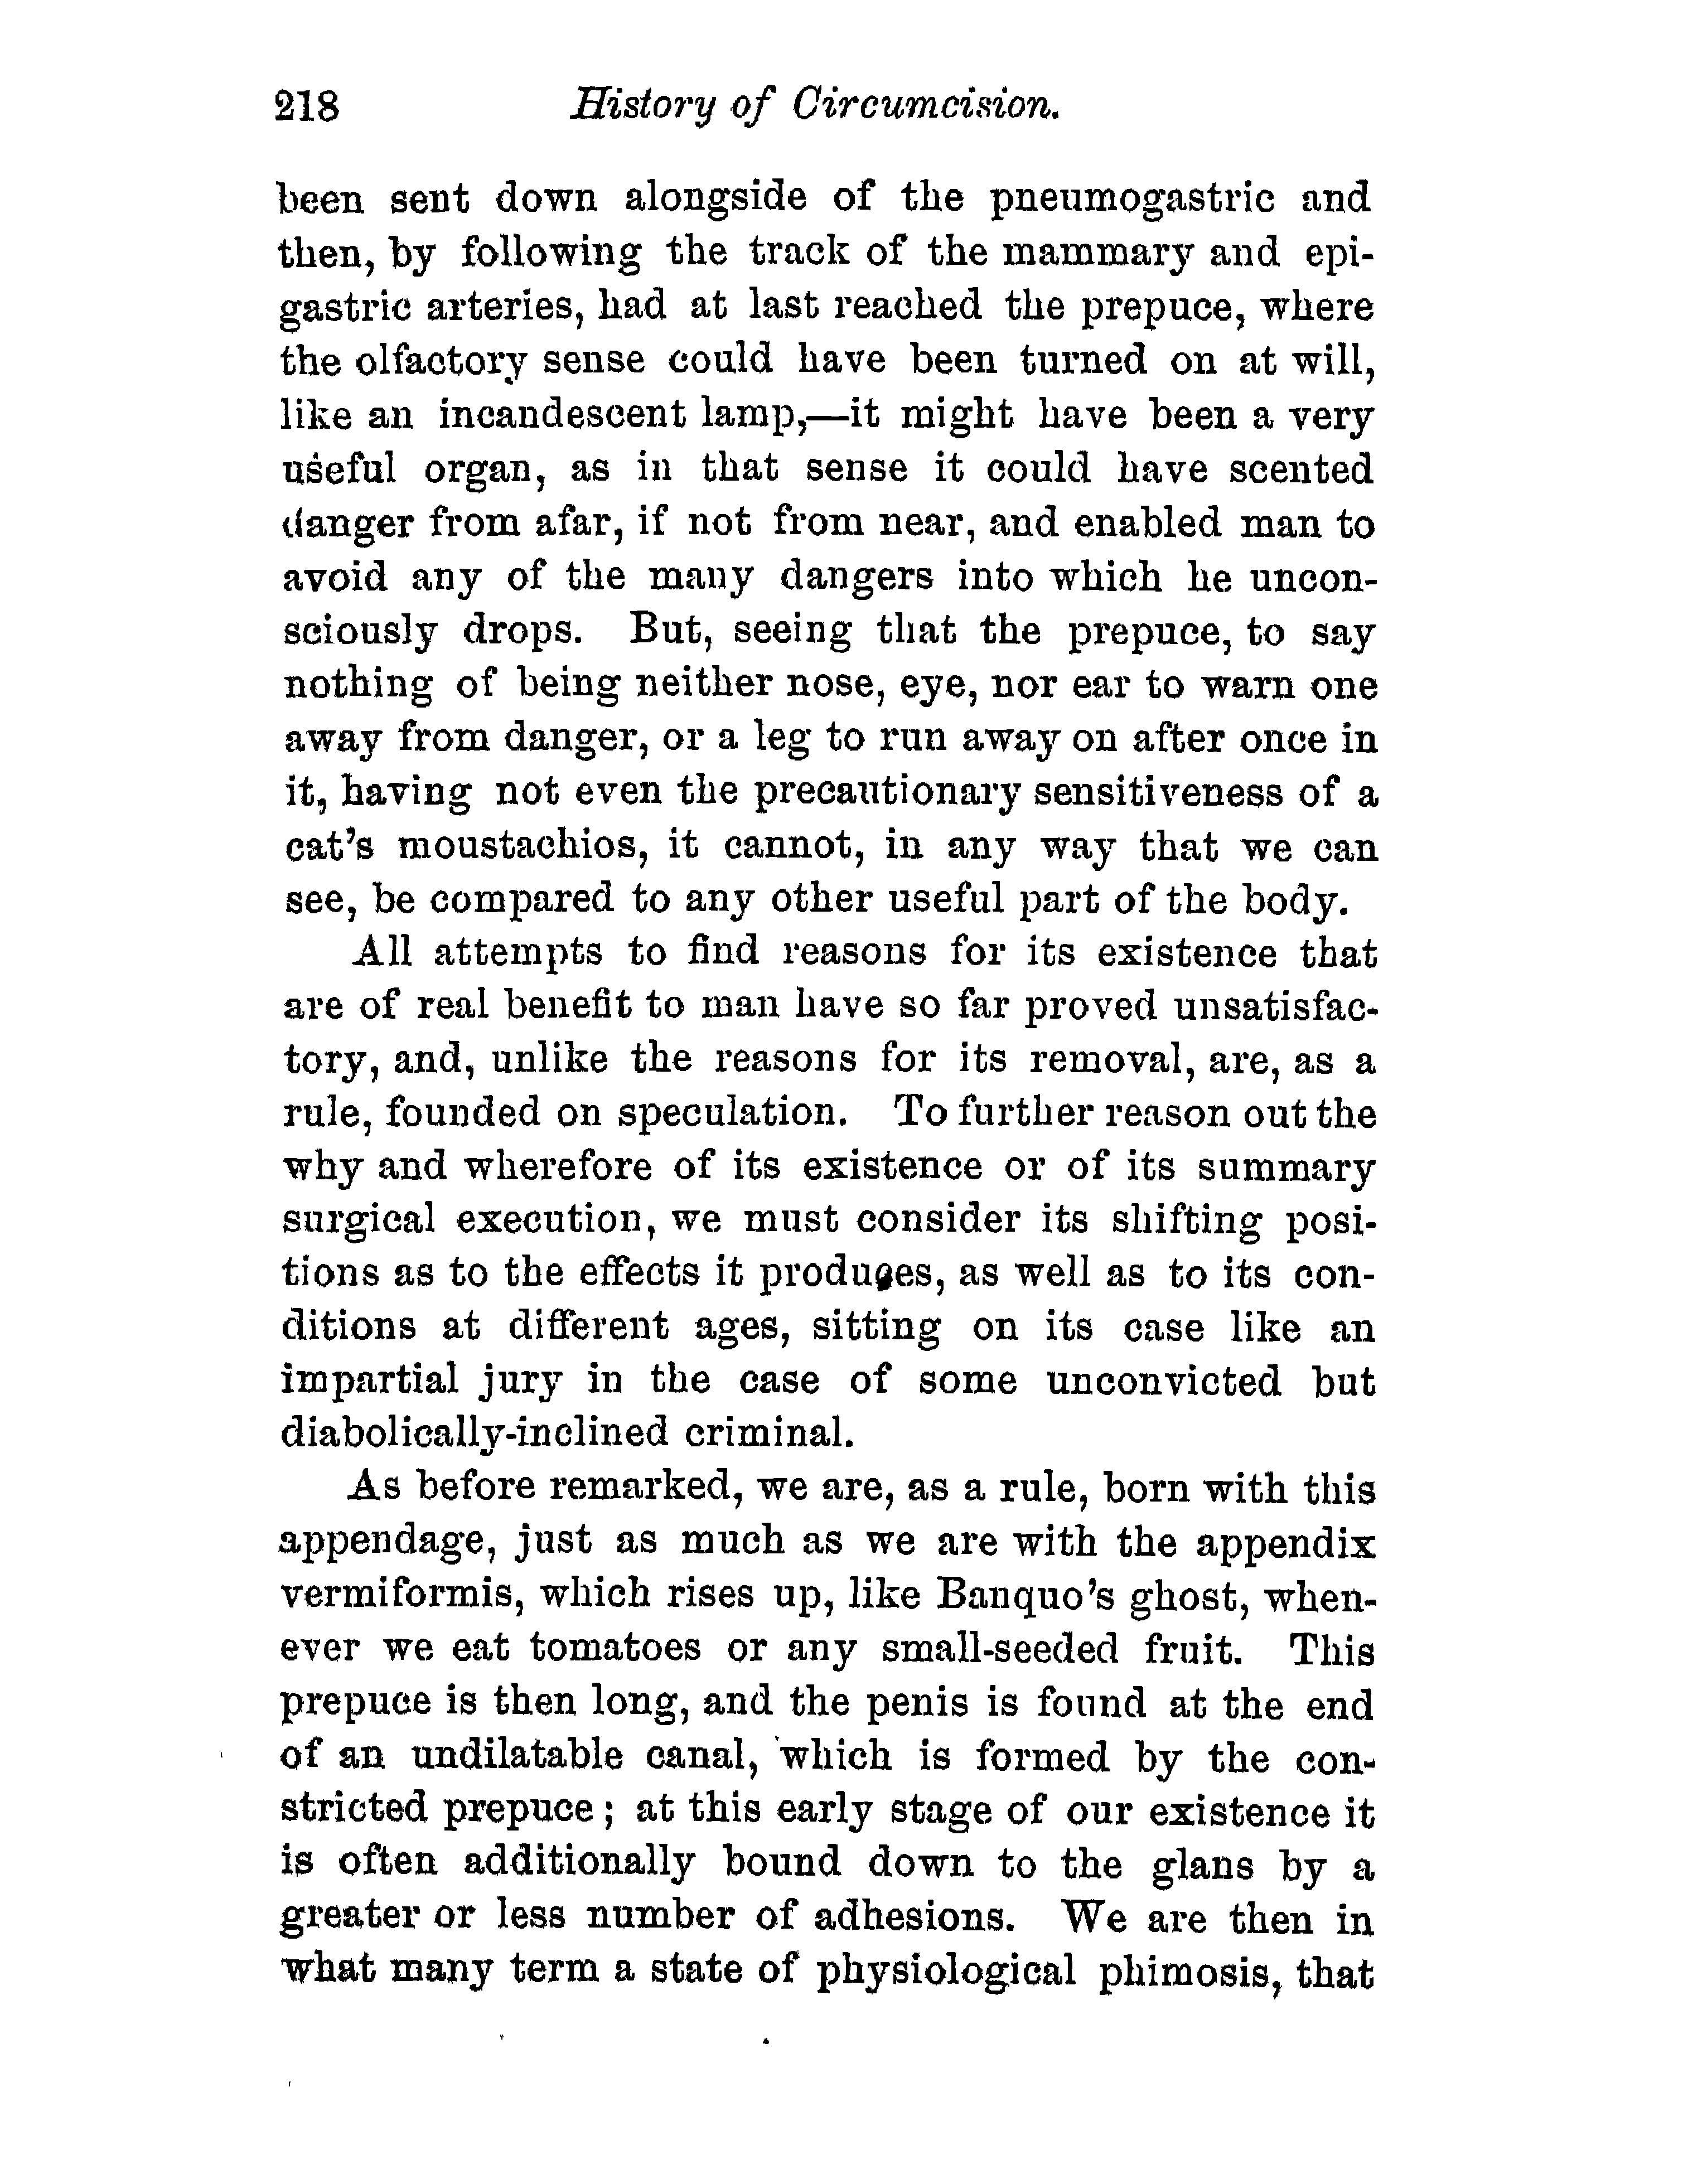 218 History of Circumcision.
been sent down alongside of the pneumogastric and
then, by following the track of the mammary and epi-
gastric arteries, had at last reached the prepuce, where
the olfactory sense could have been turned on at will,
like an incandescent lamp,—it might have been a very
useful organ, as in that sense it could have scented
danger from afar, if not from near, and enabled man to
avoid any of the many dangers into which he uncon-
sciously drops. But, seeing that the prepuce, to say
nothing of being neither nose, eye, nor ear to warn one
away from danger, or a leg to run away on after once in
it, having not even the precautionary sensitiveness of a
cat's moustachios, it cannot, in any way that we can
see, be compared to any other useful part of the body.
All attempts to find reasons for its existence that
are of real benefit to man have so far proved unsatisfac-
tory, and, unlike the reasons for its removal, are, as a
rule, founded on speculation. To further reason out the
why and wherefore of its existence or of its summary
surgical execution, we must consider its shifting posi-
tions as to the effects it produces, as well as to its con-
ditions at different ages, sitting on its case like an
impartial jury in the case of some unconvicted but
diabolically-inclined criminal.
As before remarked, we are, as a rule, born with this
appendage, just as much as we are with the appendix
vermiformis, which rises up, like Banquo's ghost, when-
ever we eat tomatoes or any small-seeded fruit. This
prepuce is then long, and the penis is found at the end
of an undilatable canal, which is formed by the con-
stricted prepuce; at this early stage of our existence it
is often additionally bound down to the glans by a
greater or less number of adhesions. We are then in
what many term a state of physiological phimosis, that